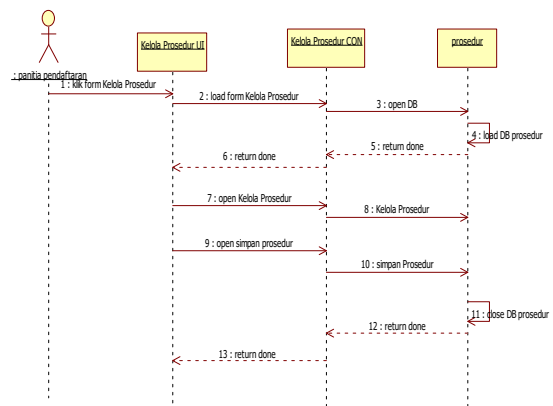 Kelola Prosedur UI
Kelola Prosedur CON
prosedur
: panitia pendaftaran
1 : klik form Kelola Prosedur
2 : load form Kelola Prosedur
3 : open DB
4 : load DB prosedur
5 : return done
6 : return done
7 : open Kelola Prosedur
8 : Kelola Prosedur
9 : open simpan prosedur
10 : simpan Prosedur
11 : close DB prosedur
12 : return done
13 : return done